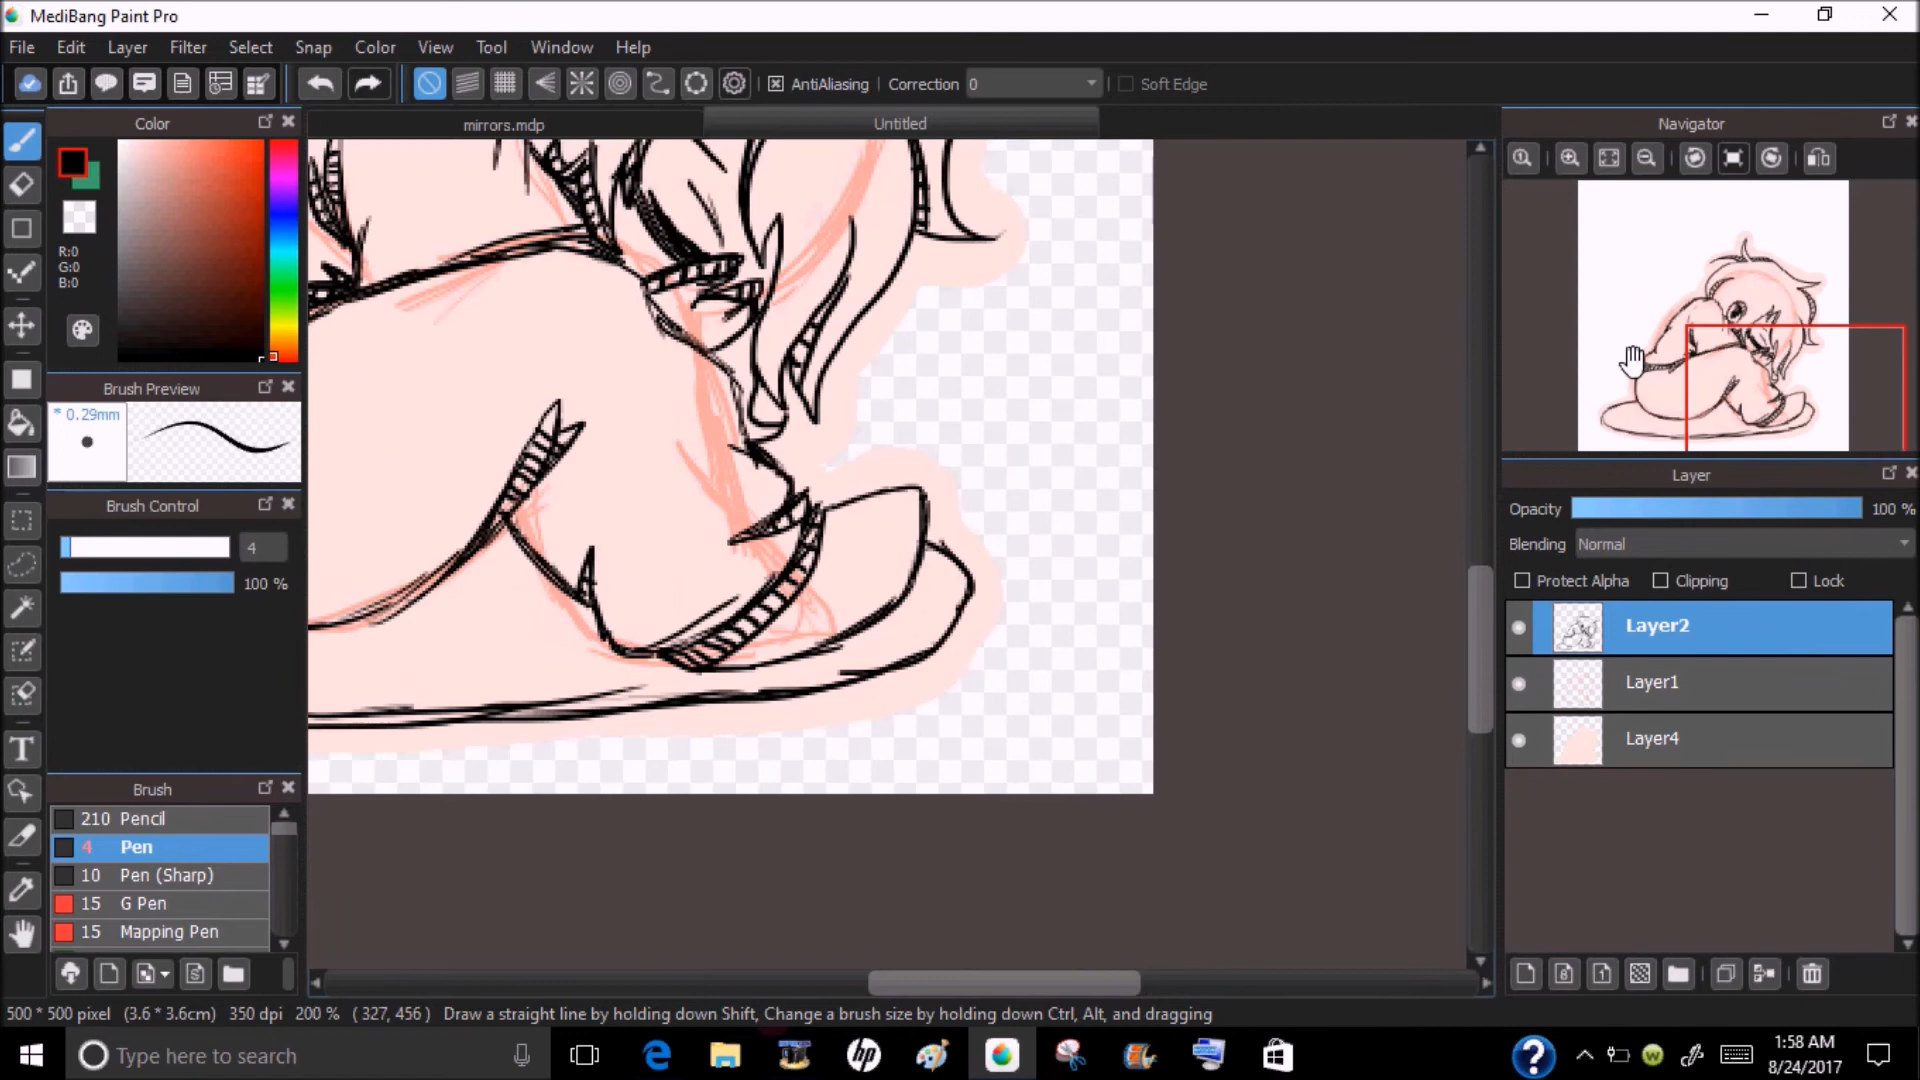 MediBang Paint Pro
File Edit Layer Filter Select Snap Color View Tool Window Help
AntiAliasing Correction 0 Soft Edge
Color
mirrors.mdp
Untitled
Navigator
R:0
G:0
B:0
Brush Preview
* 0.29mm
Brush Control
4
100 %
Layer
Opacity 100 %
Blending Normal
Protect Alpha Clipping Lock
Layer2
Layer1
Layer4
Brush
210 Pencil
4 Pen
10 Pen (Sharp)
15 G Pen
15 Mapping Pen
500 * 500 pixel (3.6 * 3.6cm) 350 dpi 200 % ( 327, 456 ) Draw a straight line by holding down Shift, Change a brush size by holding down Ctrl, Alt, and dragging
Type here to search
1:58 AM
8/24/2017